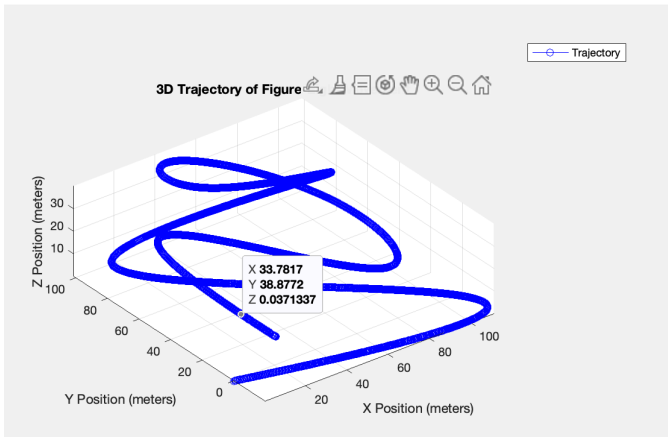 Trajectory
3D Trajectory of Figure
Z Position (meters)
30
20
10
100
80
60
40
20
0
Y Position (meters)
X 33.7817
Y 38.8772
Z 0.0371337
20
40
60
80
100
X Position (meters)